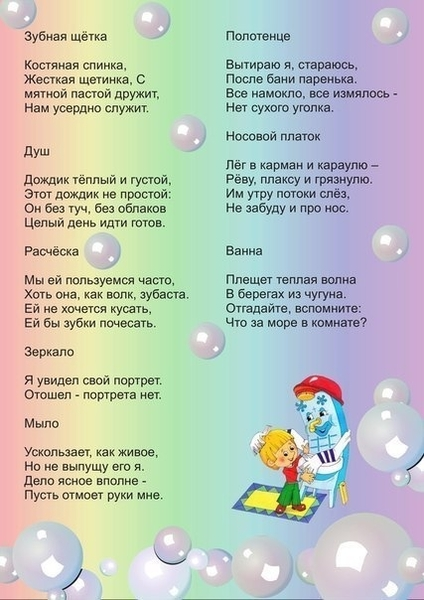 Зубная щётка
Костяная спинка,
Жесткая щетинка, С
мятной пастой дружит,
Нам усердно служит.
Душ
Дождик тёплый и густой,
Этот дождик не простой:
Он без туч, без облаков
Целый день идти готов.
Расчёска
Мы ей пользуемся часто,
Хоть она, как волк, зубаста.
Ей не хочется кусать,
Ей бы зубки почесать.
Зеркало
Я увидел свой портрет.
Отошел - портрета нет.
Мыло
Ускользает, как живое,
Но не выпущу его я.
Дело ясное вполне -
Пусть отмоет руки мне.
Полотенце
Вытираю я, стараюсь,
После бани паренька.
Все намокло, все измялось -
Нет сухого уголка.
Носовой платок
Лёг в карман и караулю –
Рёву, плаксу и грязнулю.
Им утру потоки слёз,
Не забуду и про нос.
Ванна
Плещет теплая волна
В берегах из чугуна.
Отгадайте, вспомните:
Что за море в комнате?